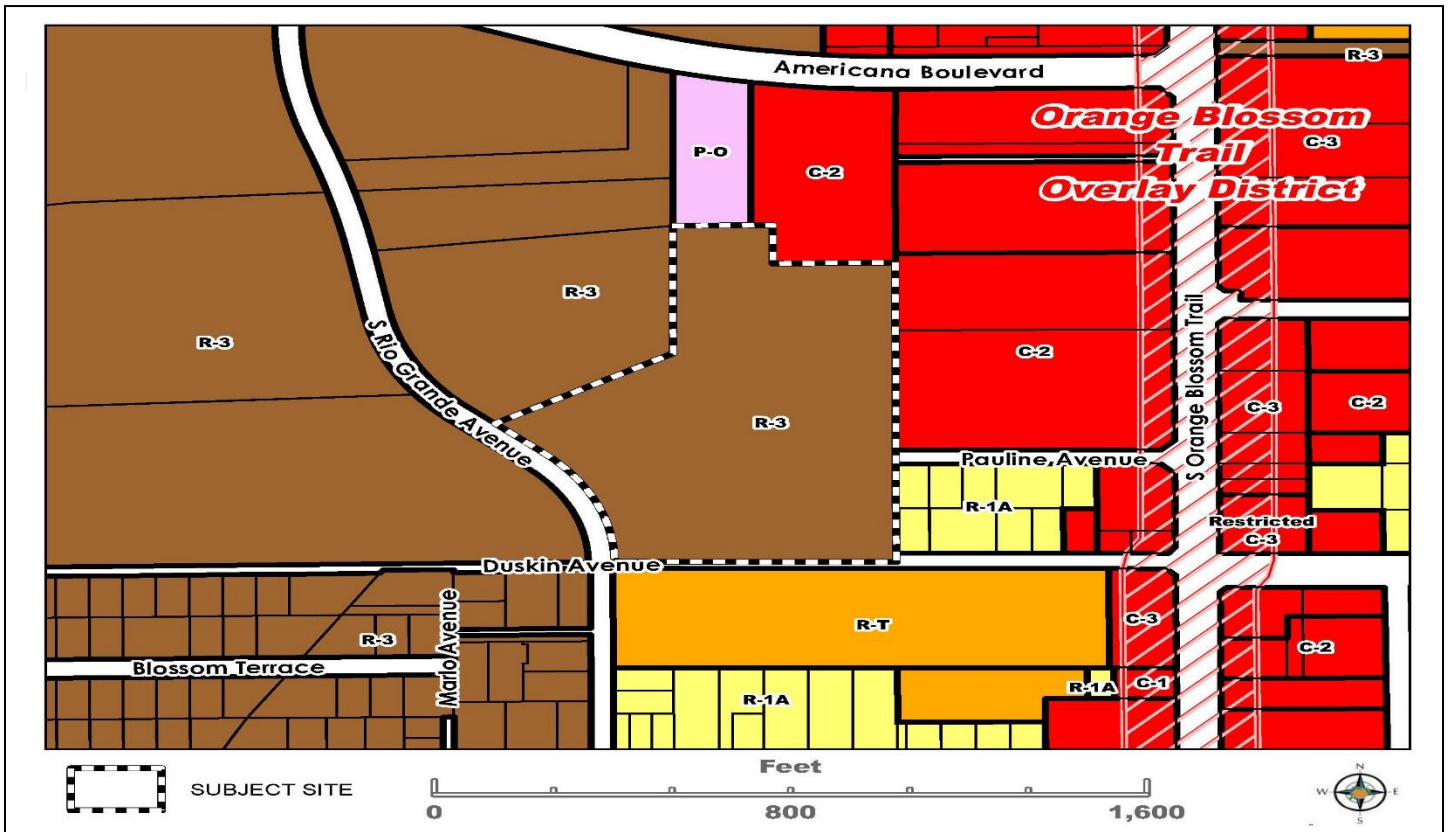 Americana Boulevard
R-3
Orange Blossom
Trail
Overlay District
C-3
P-O
C-2
R-3
R-3
S Rio Grande Avenue
C-2
S Orange Blossom Trail
C-3
C-2
R-3
Pauline Avenue
R-1A
Restricted
C-3
Duskin Avenue
R-T
C-3
R-3
Marlo Avenue
Blossom Terrace
C-2
R-1A
R-1A
C-1
SUBJECT SITE
Feet
0
800
1,600
N
W
E
S